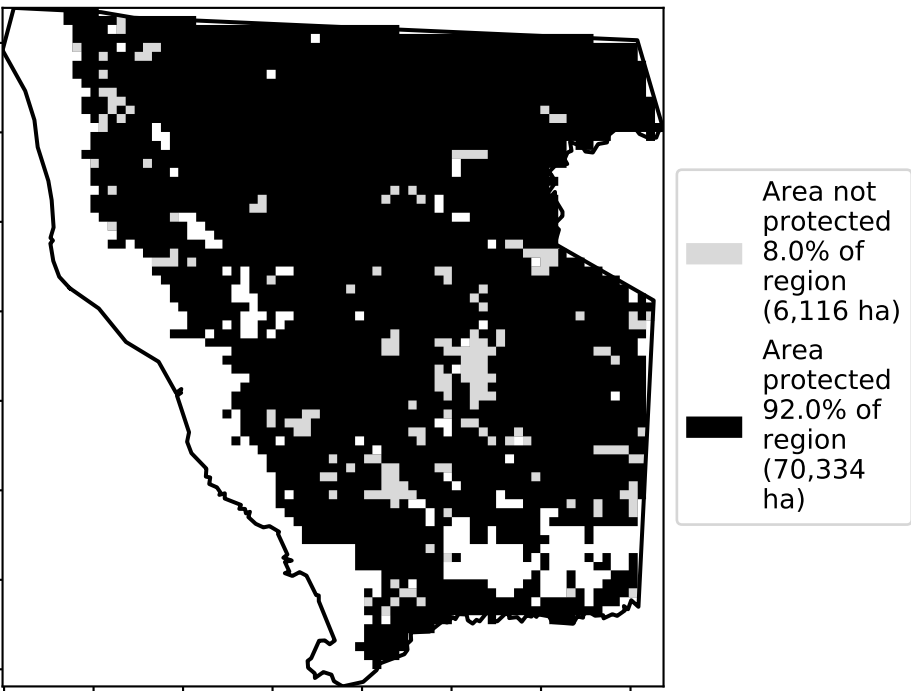 Area not
protected
8.0% of
region
(6,116 ha)
Area
protected
92.0% of
region
(70,334
ha)